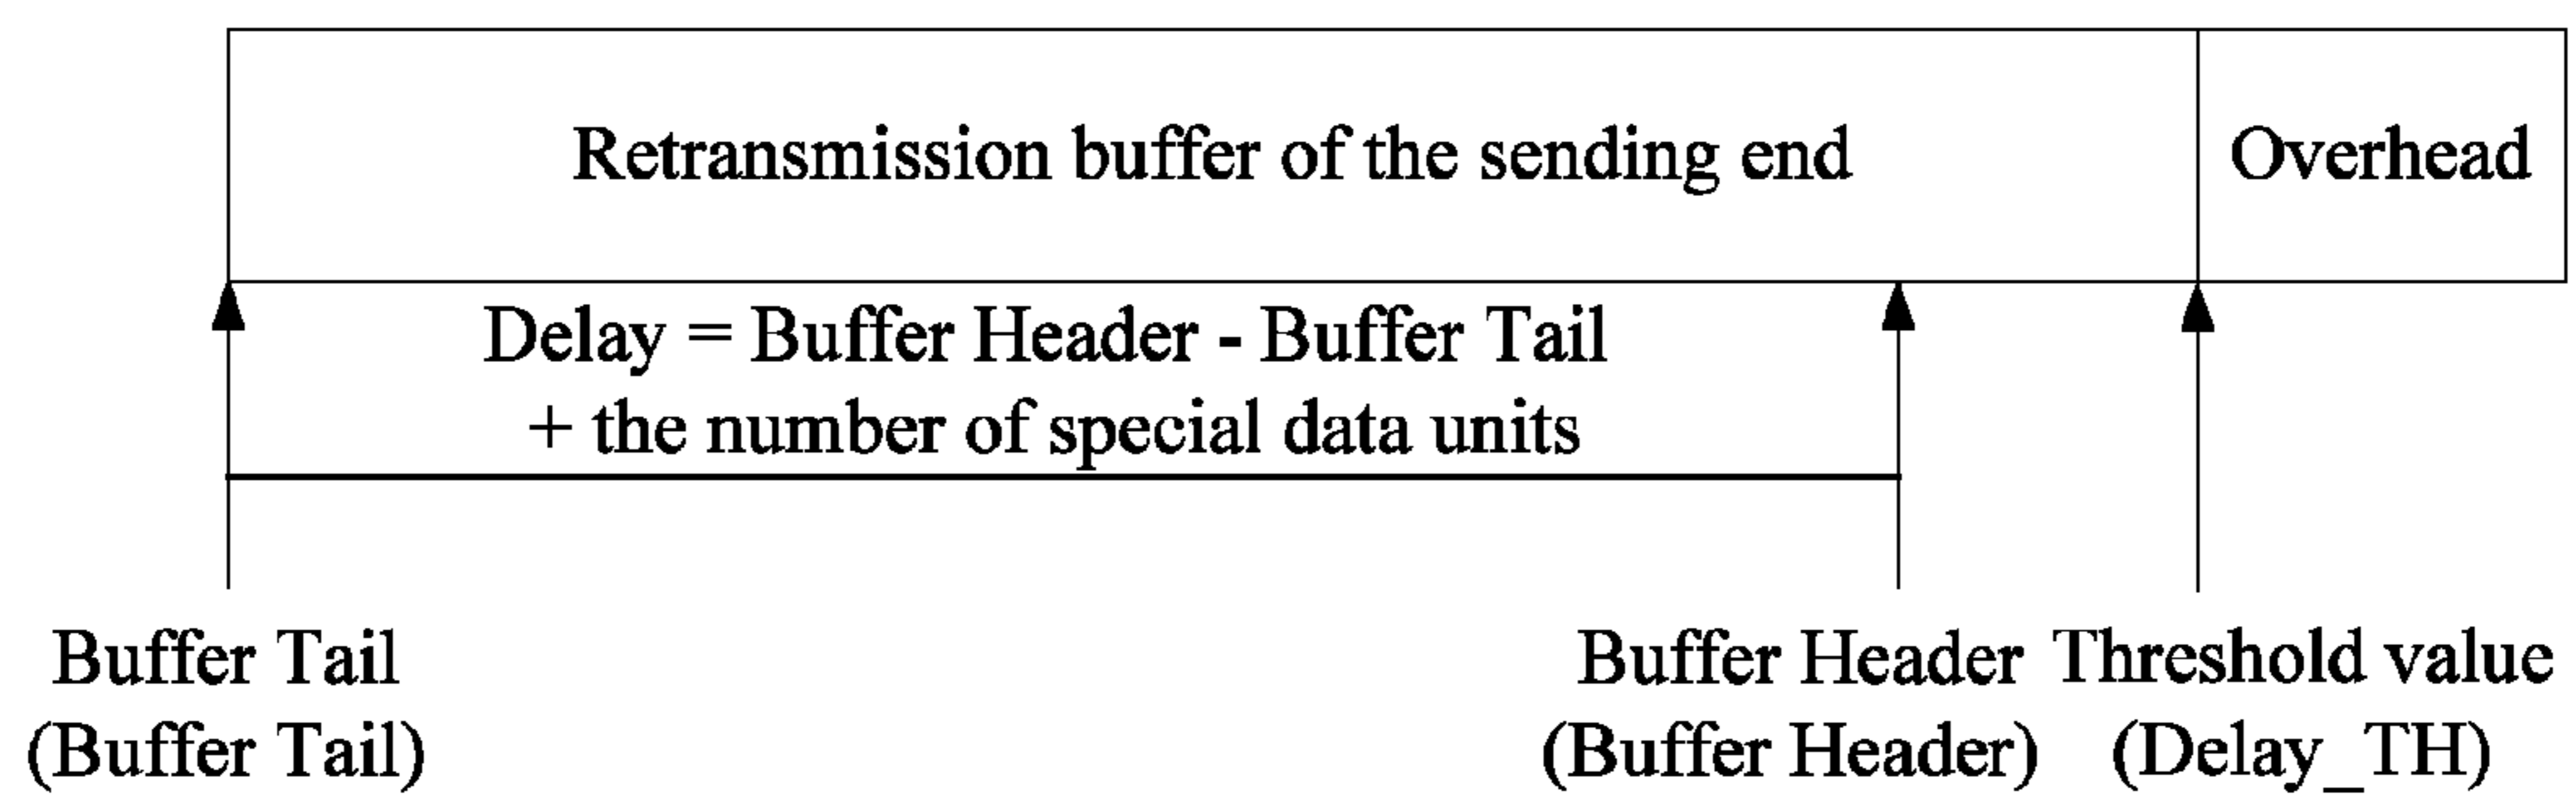 Retransmission buffer of the sending end
Overhead
Delay = Buffer Header - Buffer Tail
+ the number of special data units
Buffer Tail
(Buffer Tail)
Buffer Header
(Buffer Header)
Threshold value
(Delay_TH)